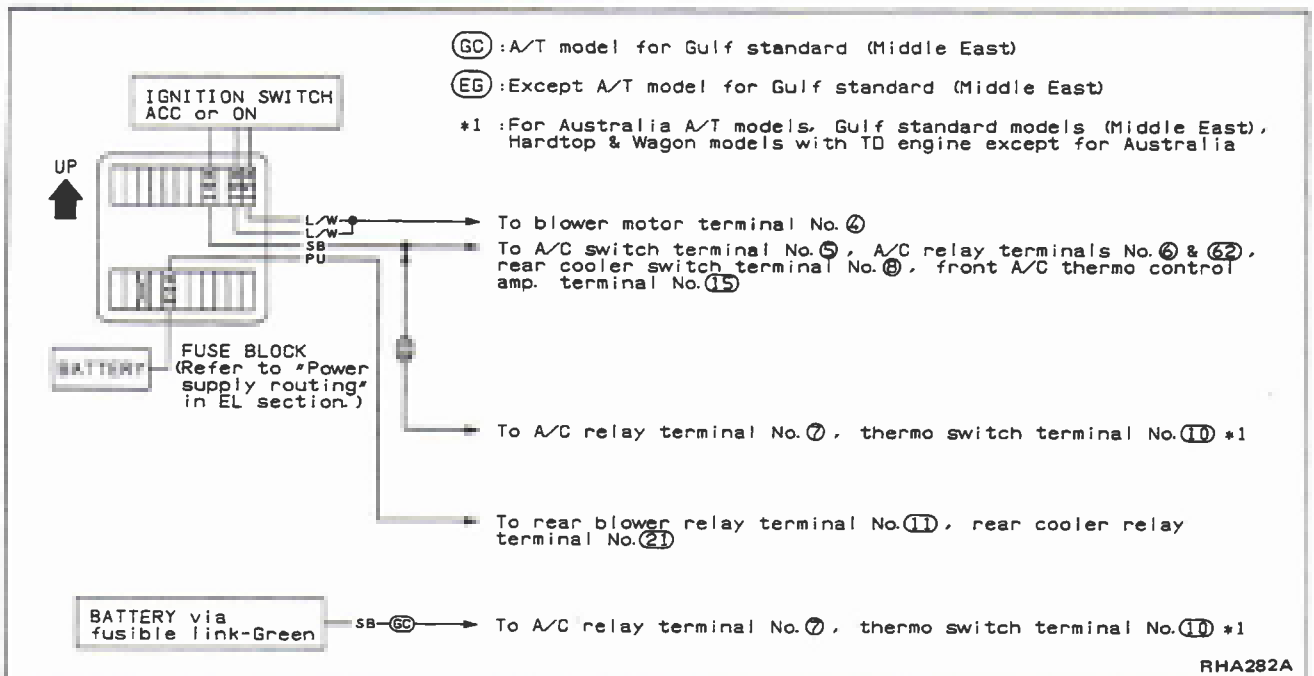 GC : A/T model for Gulf standard (Middle East)
EG : Except A/T model for Gulf standard (Middle East)
*1 : For Australia A/T models, Gulf standard models (Middle East),
Hardtop & Wagon models with TD engine except for Australia
IGNITION SWITCH
ACC or ON
UP
L/W
L/W
SB
PU
To blower motor terminal No. ④
To A/C switch terminal No. ⑤, A/C relay terminals No. ⑥ & 62,
rear cooler switch terminal No. ⑧, front A/C thermo control
amp. terminal No. ⑮
BATTERY
FUSE BLOCK
(Refer to "Power
supply routing"
in EL section.)
To A/C relay terminal No. ⑦, thermo switch terminal No. ⑩ *1
To rear blower relay terminal No. ⑪, rear cooler relay
terminal No. ㉑
BATTERY via
fusible link-Green
SB
GC
To A/C relay terminal No. ⑦, thermo switch terminal No. ⑩ *1
RHA282A